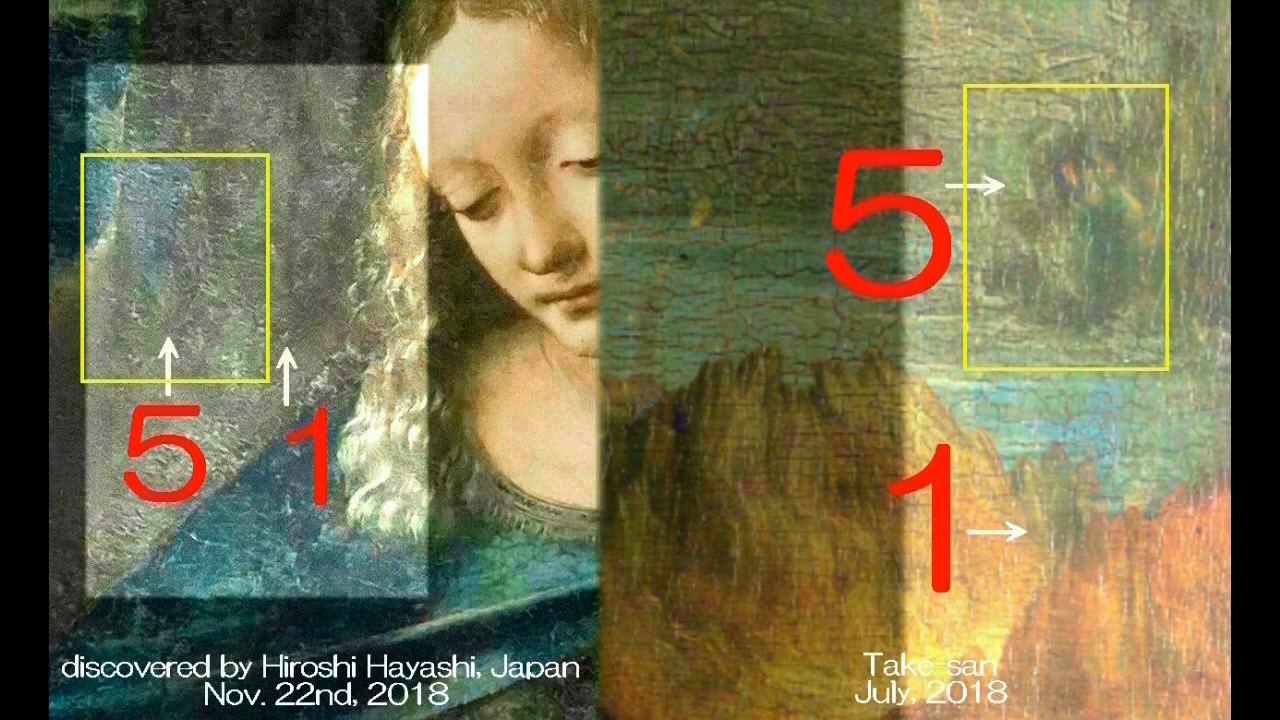 5 1
discovered by Hiroshi Hayashi, Japan
Nov. 22nd, 2018
5
1
Take-san
July, 2018